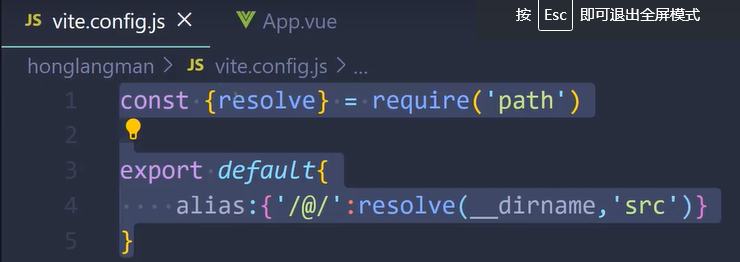 JS vite.config.js × App.vue 按 Esc 即可退出全屏模式
honglangman > JS vite.config.js > ...
1 const {resolve} = require('path')
2
3 export default{
4 ····alias:{'/@/':resolve(__dirname,'src')}
5 }